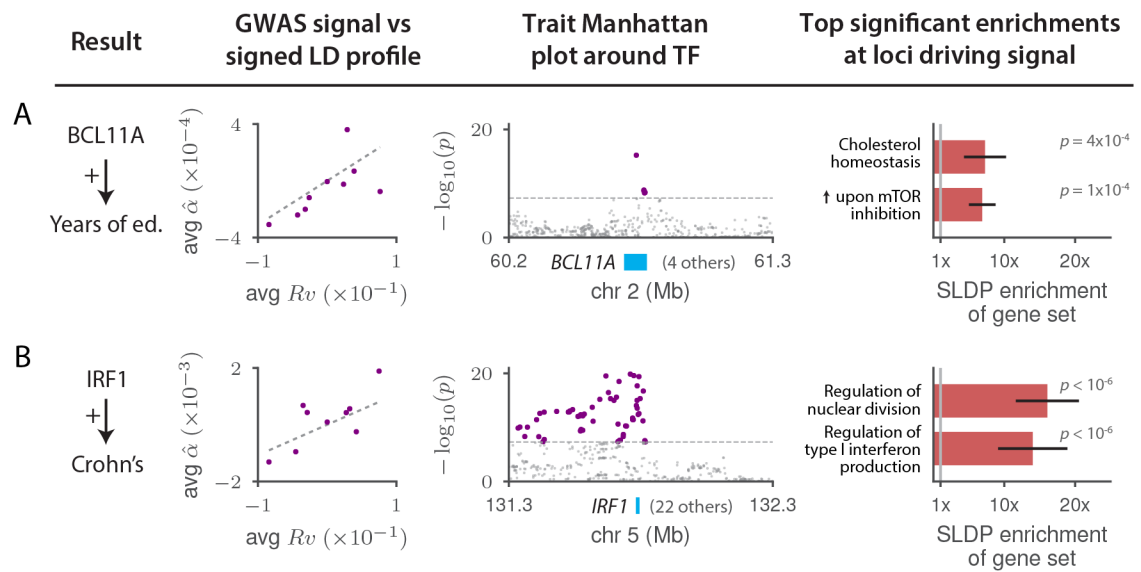 Result
GWAS signal vs
signed LD profile
Trait Manhattan
plot around TF
Top significant enrichments
at loci driving signal
A
BCL11A
+
Years of ed.
avg α̂ (×10⁻⁴)
4
−4
−1
1
avg Rv (×10⁻¹)
−log₁₀(p)
20
0
60.2
61.3
BCL11A
(4 others)
chr 2 (Mb)
Cholesterol
homeostasis
p = 4x10⁻⁴
↑ upon mTOR
inhibition
p = 1x10⁻⁴
1x
10x
20x
SLDP enrichment
of gene set
B
IRF1
+
Crohn’s
avg α̂ (×10⁻³)
2
−2
−1
1
avg Rv (×10⁻¹)
−log₁₀(p)
20
0
131.3
132.3
IRF1
(22 others)
chr 5 (Mb)
Regulation of
nuclear division
p < 10⁻⁶
Regulation of
type I interferon
production
p < 10⁻⁶
1x
10x
20x
SLDP enrichment
of gene set